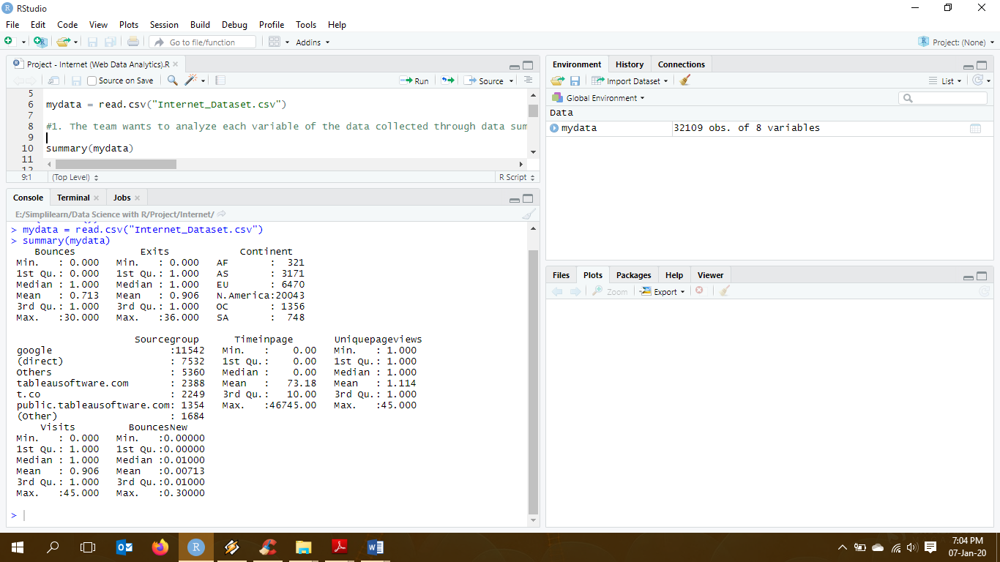 RStudio
File Edit Code View Plots Session Build Debug Profile Tools Help
Go to file/function Addins Project: (None)
Project - Internet (Web Data Analytics).R
Source on Save Run Source
5
6 mydata = read.csv("Internet_Dataset.csv")
7
8 #1. The team wants to analyze each variable of the data collected through data sum
9
10 summary(mydata)
11
12
9:1 (Top Level) R Script
Console Terminal Jobs
E:/Simplilearn/Data Science with R/Project/Internet/
> mydata = read.csv("Internet_Dataset.csv")
> summary(mydata)
Bounces Exits Continent
Min. : 0.000 Min. : 0.000 AF : 321
1st Qu.: 0.000 1st Qu.: 1.000 AS : 3171
Median : 1.000 Median : 1.000 EU : 6470
Mean : 0.713 Mean : 0.906 N.America:20043
3rd Qu.: 1.000 3rd Qu.: 1.000 OC : 1356
Max. :30.000 Max. :36.000 SA : 748
Sourcegroup Timeinpage Uniquepageviews
google :11542 Min. : 0.00 Min. : 1.000
(direct) : 7532 1st Qu.: 0.00 1st Qu.: 1.000
Others : 5360 Median : 0.00 Median : 1.000
tableausoftware.com : 2388 Mean : 73.18 Mean : 1.114
t.co : 2249 3rd Qu.: 10.00 3rd Qu.: 1.000
public.tableausoftware.com: 1354 Max. :46745.00 Max. :45.000
(Other) : 1684
Visits BouncesNew
Min. : 0.000 Min. :0.00000
1st Qu.: 1.000 1st Qu.:0.00000
Median : 1.000 Median :0.01000
Mean : 0.906 Mean :0.00713
3rd Qu.: 1.000 3rd Qu.:0.01000
Max. :45.000 Max. :0.30000
>
Environment History Connections
Import Dataset List
Global Environment
Data
mydata 32109 obs. of 8 variables
Files Plots Packages Help Viewer
Zoom Export
7:04 PM
07-Jan-20